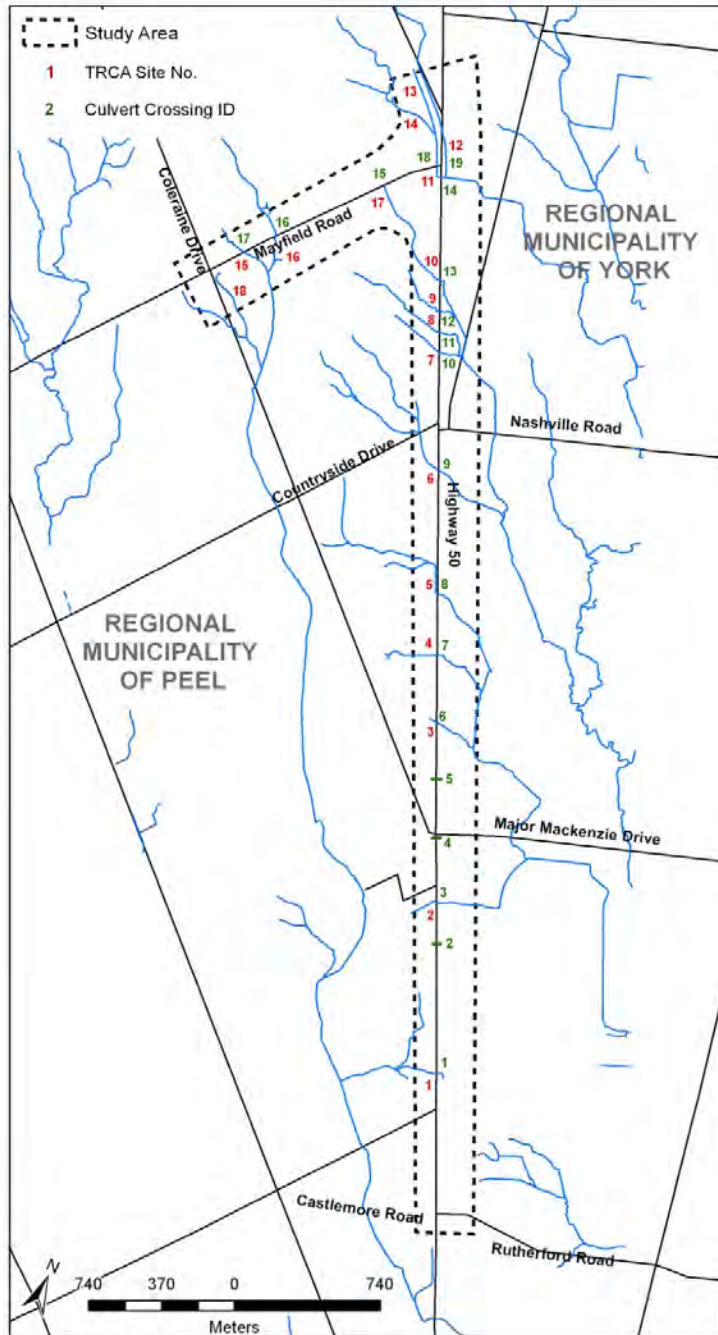 Study Area
1 TRCA Site No.
2 Culvert Crossing ID
13
14
12
18
19
15
11
14
17
REGIONAL
MUNICIPALITY
OF YORK
Coleraine Drive
16
17
Mayfield Road
15
16
18
10
13
9
8
12
11
7
10
Nashville Road
Countryside Drive
9
6
Highway 50
5
8
REGIONAL
MUNICIPALITY
OF PEEL
4
7
6
3
5
Major Mackenzie Drive
4
3
2
2
1
1
Castlemore Road
Rutherford Road
N
740 370 0 740
Meters